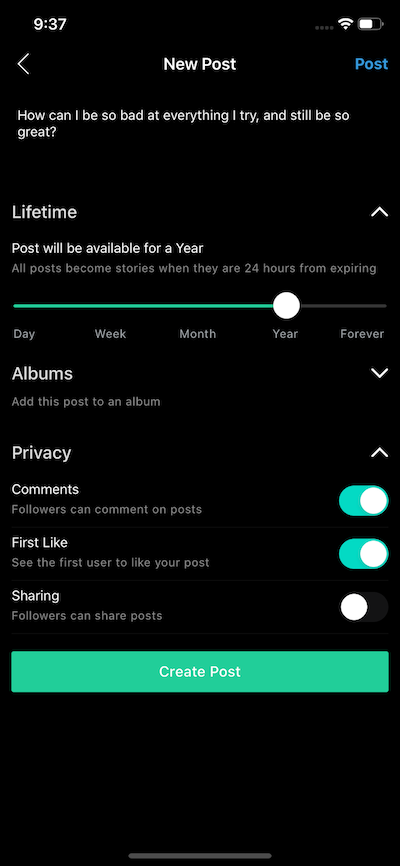 9:37
New Post
Post
How can I be so bad at everything I try, and still be so
great?
Lifetime
Post will be available for a Year
All posts become stories when they are 24 hours from expiring
Day Week Month Year Forever
Albums
Add this post to an album
Privacy
Comments
Followers can comment on posts
First Like
See the first user to like your post
Sharing
Followers can share posts
Create Post